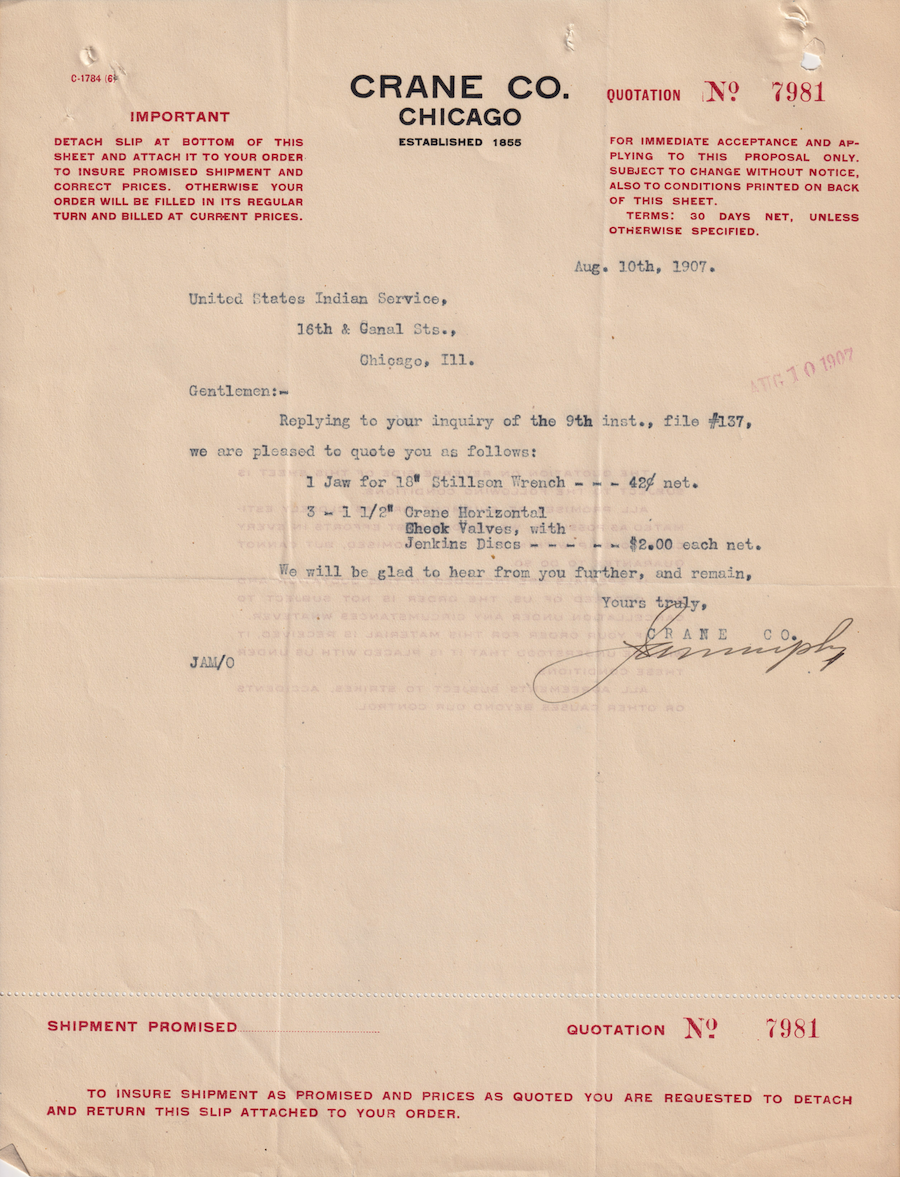 C-1784 (6)
IMPORTANT
DETACH SLIP AT BOTTOM OF THIS
SHEET AND ATTACH IT TO YOUR ORDER
TO INSURE PROMISED SHIPMENT AND
CORRECT PRICES. OTHERWISE YOUR
ORDER WILL BE FILLED IN ITS REGULAR
TURN AND BILLED AT CURRENT PRICES.
CRANE CO.
CHICAGO
ESTABLISHED 1855
QUOTATION Nº 7981
FOR IMMEDIATE ACCEPTANCE AND AP-
PLYING TO THIS PROPOSAL ONLY.
SUBJECT TO CHANGE WITHOUT NOTICE,
ALSO TO CONDITIONS PRINTED ON BACK
OF THIS SHEET.
TERMS: 30 DAYS NET, UNLESS
OTHERWISE SPECIFIED.
Aug. 10th, 1907.
United States Indian Service,
16th & Canal Sts.,
Chicago, Ill.
AUG 10 1907
Gentlemen:-
Replying to your inquiry of the 9th inst., file #137,
we are pleased to quote you as follows:
1 Jaw for 18" Stillson Wrench - - - 42¢ net.
3 - 1 1/2" Crane Horizontal
Check Valves, with
Jenkins Discs - - - - - $2.00 each net.
We will be glad to hear from you further, and remain,
Yours truly,
CRANE CO.
JAMurphy
JAM/O
SHIPMENT PROMISED
QUOTATION Nº 7981
TO INSURE SHIPMENT AS PROMISED AND PRICES AS QUOTED YOU ARE REQUESTED TO DETACH
AND RETURN THIS SLIP ATTACHED TO YOUR ORDER.